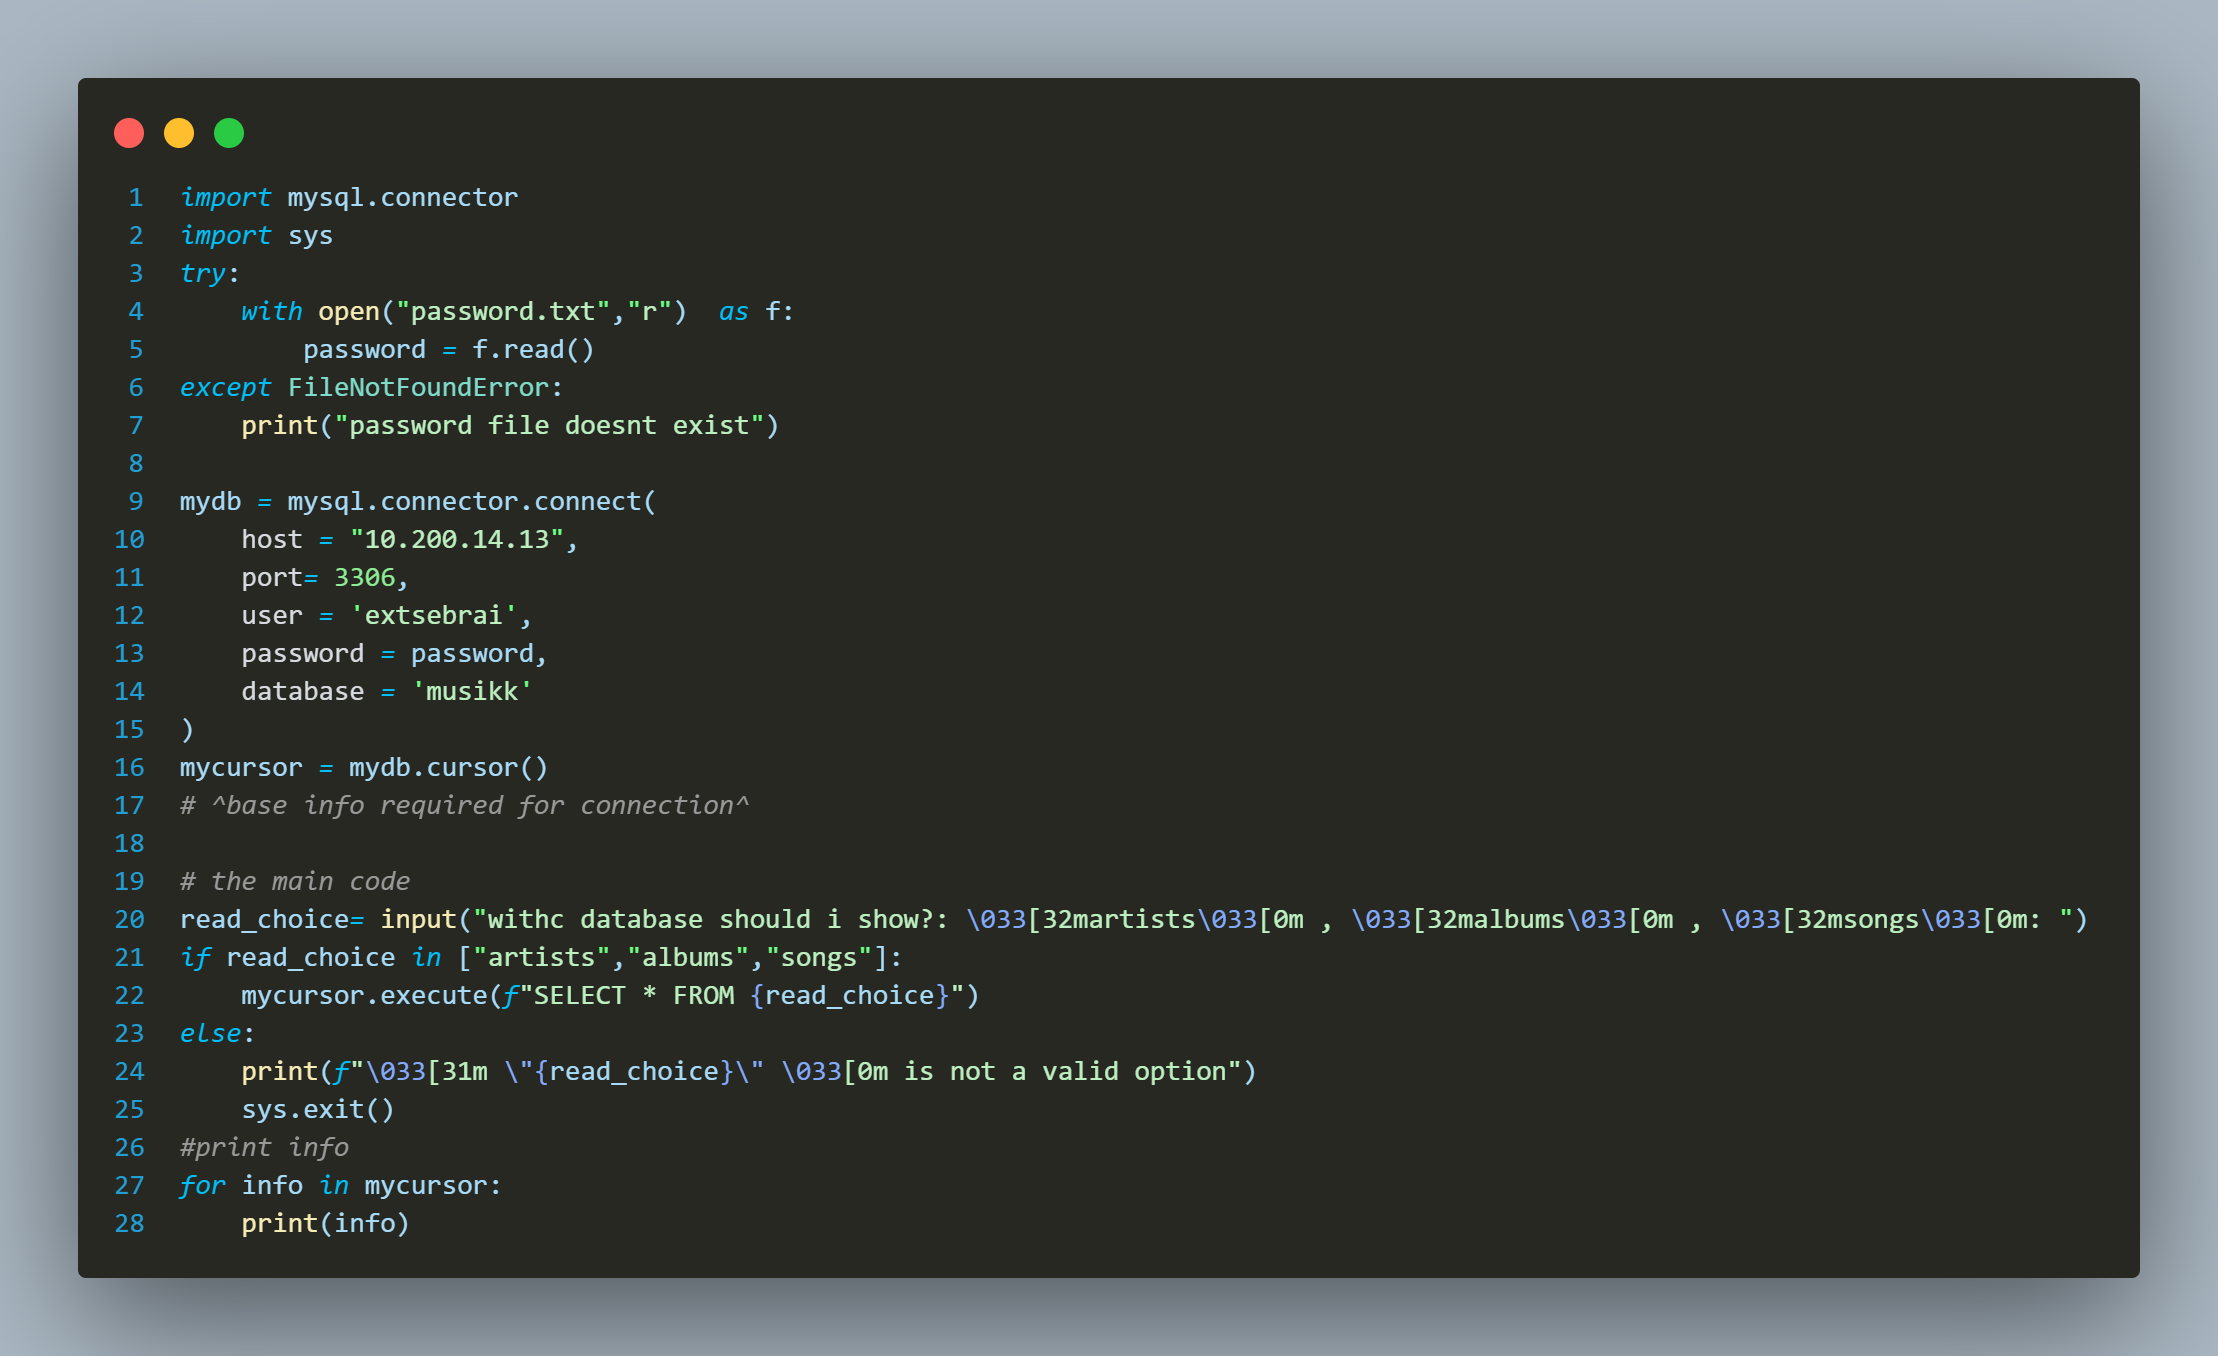 1 import mysql.connector
2 import sys
3 try:
4     with open("password.txt","r")  as f:
5         password = f.read()
6 except FileNotFoundError:
7     print("password file doesnt exist")
8
9 mydb = mysql.connector.connect(
10     host = "10.200.14.13",
11     port= 3306,
12     user = 'extsebrai',
13     password = password,
14     database = 'musikk'
15 )
16 mycursor = mydb.cursor()
17 # ^base info required for connection^
18
19 # the main code
20 read_choice= input("withc database should i show?: \033[32martists\033[0m , \033[32malbums\033[0m , \033[32msongs\033[0m: ")
21 if read_choice in ["artists","albums","songs"]:
22     mycursor.execute(f"SELECT * FROM {read_choice}")
23 else:
24     print(f"\033[31m \"{read_choice}\" \033[0m is not a valid option")
25     sys.exit()
26 #print info
27 for info in mycursor:
28     print(info)